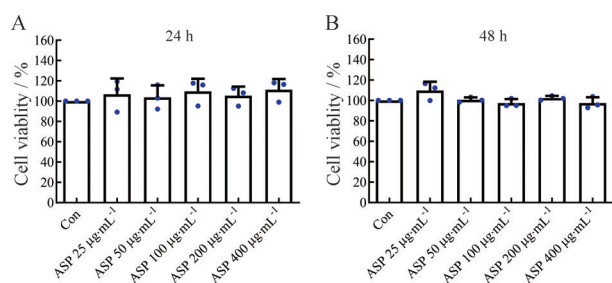 A
24 h
Cell viablity / %
160
140
120
100
80
60
40
20
0
Con
ASP 25 μg·mL⁻¹
ASP 50 μg·mL⁻¹
ASP 100 μg·mL⁻¹
ASP 200 μg·mL⁻¹
ASP 400 μg·mL⁻¹
B
48 h
Cell viablity / %
160
140
120
100
80
60
40
20
0
Con
ASP 25 μg·mL⁻¹
ASP 50 μg·mL⁻¹
ASP 100 μg·mL⁻¹
ASP 200 μg·mL⁻¹
ASP 400 μg·mL⁻¹